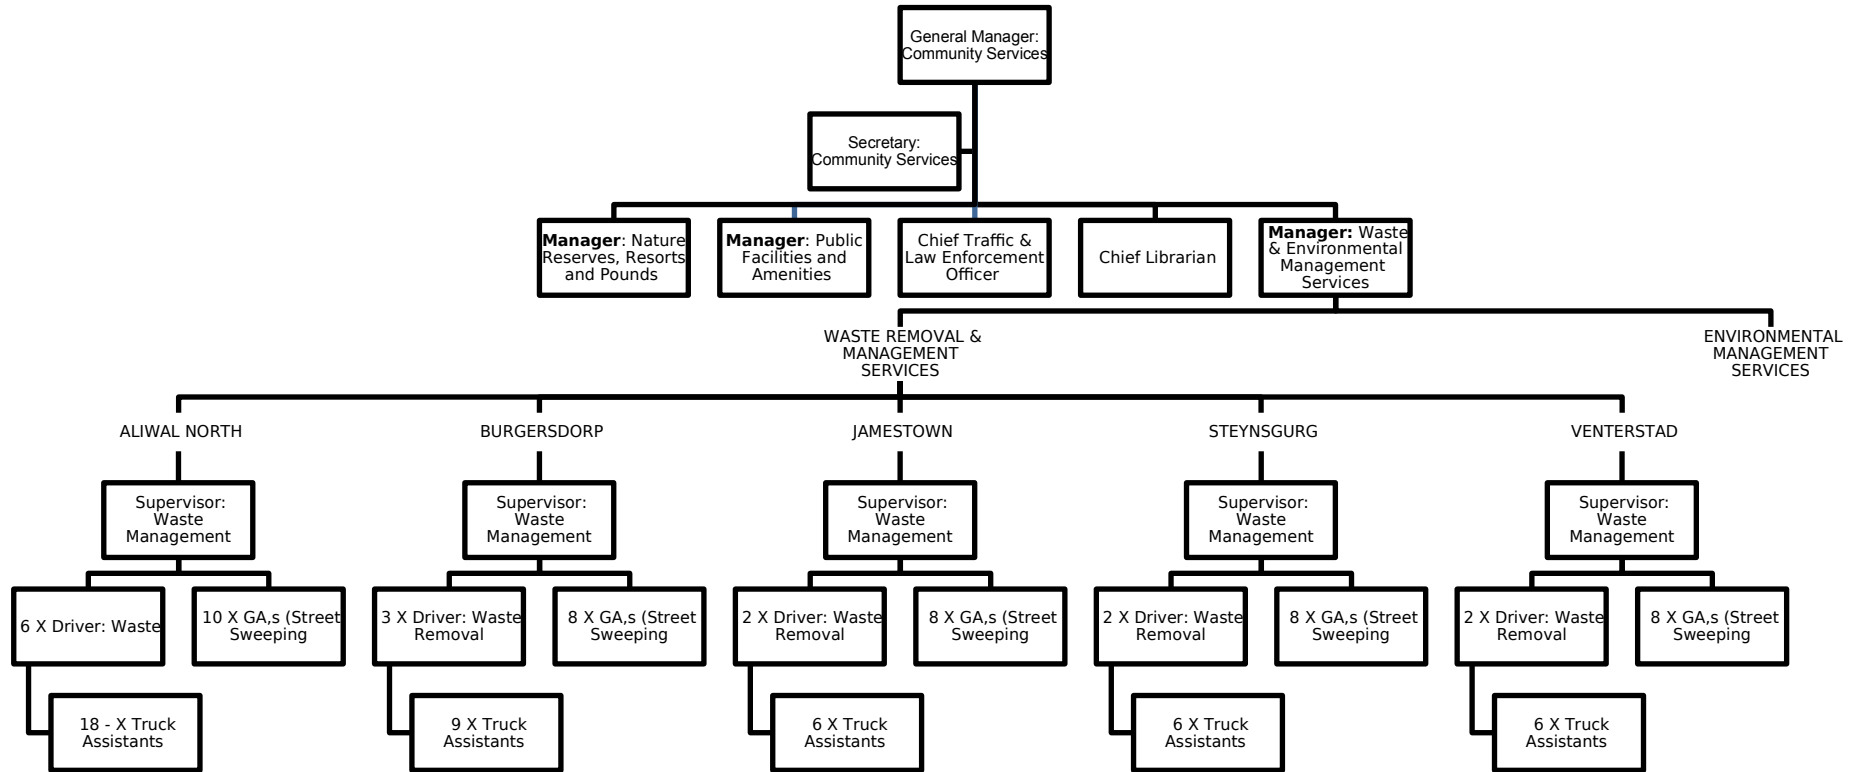 General Manager:
Community Services
Secretary:
Community Services
Manager: Nature
Reserves, Resorts
and Pounds
Manager: Public
Facilities and
Amenities
Chief Traffic &
Law Enforcement
Officer
Chief Librarian
Manager: Waste
& Environmental
Management
Services
WASTE REMOVAL &
MANAGEMENT
SERVICES
ENVIRONMENTAL
MANAGEMENT
SERVICES
ALIWAL NORTH
BURGERSDORP
JAMESTOWN
STEYNSGURG
VENTERSTAD
Supervisor:
Waste
Management
Supervisor:
Waste
Management
Supervisor:
Waste
Management
Supervisor:
Waste
Management
Supervisor:
Waste
Management
6 X Driver: Waste
10 X GA,s (Street
Sweeping
3 X Driver: Waste
Removal
8 X GA,s (Street
Sweeping
2 X Driver: Waste
Removal
8 X GA,s (Street
Sweeping
2 X Driver: Waste
Removal
8 X GA,s (Street
Sweeping
2 X Driver: Waste
Removal
8 X GA,s (Street
Sweeping
18 - X Truck
Assistants
9 X Truck
Assistants
6 X Truck
Assistants
6 X Truck
Assistants
6 X Truck
Assistants